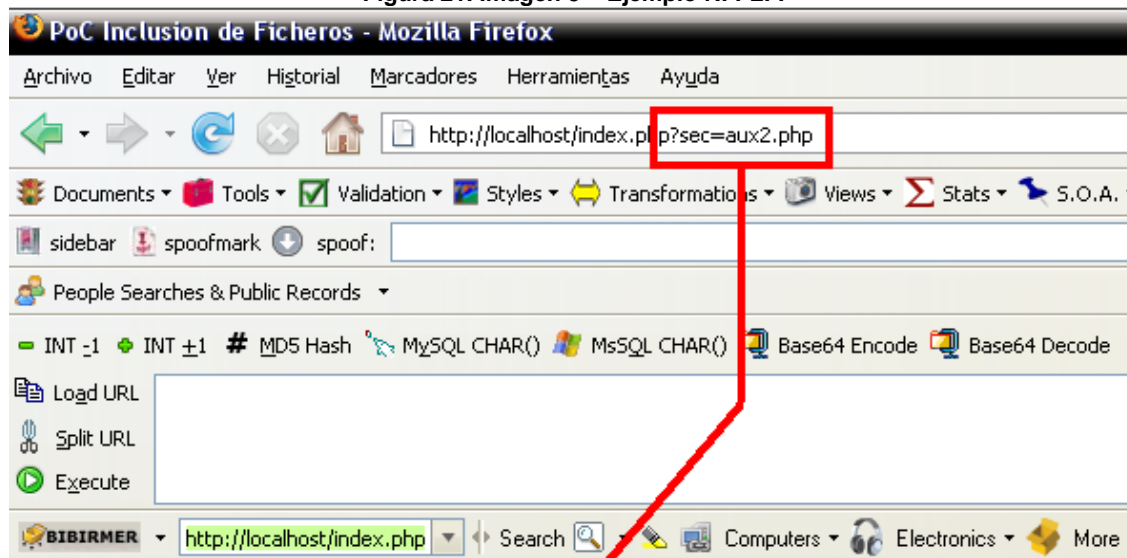 PoC Inclusion de Ficheros - Mozilla Firefox
Archivo Editar Ver Historial Marcadores Herramientas Ayuda
http://localhost/index.php?sec=aux2.php
Documents Tools Validation Styles Transformations Views Stats S.O.A.
sidebar spoofmark spoof:
People Searches & Public Records
INT -1 INT +1 # MD5 Hash MySQL CHAR() MsSQL CHAR() Base64 Encode Base64 Decode
Load URL
Split URL
Execute
BIBIRMER http://localhost/index.php Search Computers Electronics More